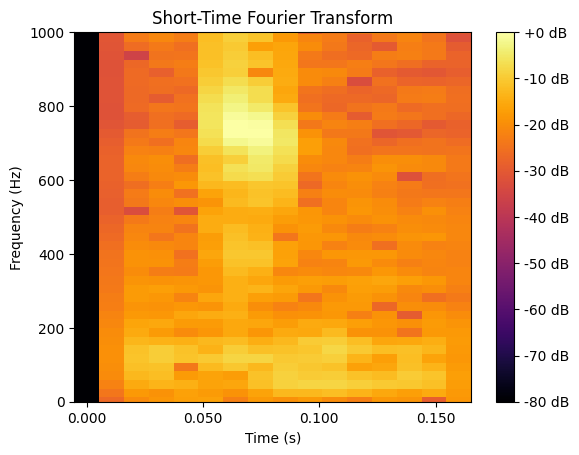 Short-Time Fourier Transform
1000
800
600
400
200
0
Frequency (Hz)
0.000
0.050
0.100
0.150
Time (s)
+0 dB
-10 dB
-20 dB
-30 dB
-40 dB
-50 dB
-60 dB
-70 dB
-80 dB